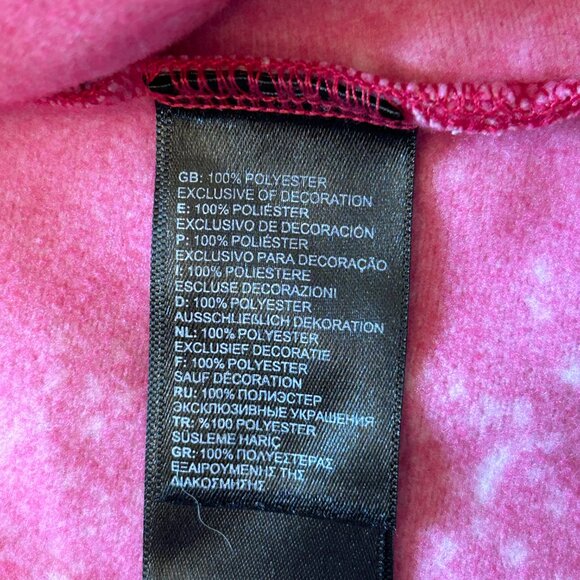 GB: 100% POLYESTER
EXCLUSIVE OF DECORATION
E: 100% POLIÉSTER
EXCLUSIVO DE DECORACIÓN
P: 100% POLIÉSTER
EXCLUSIVO PARA DECORAÇÃO
I: 100% POLIESTERE
ESCLUSE DECORAZIONI
D: 100% POLYESTER
AUSSCHLIEßLICH DEKORATION
NL: 100% POLYESTER
EXCLUSIEF DECORATIE
F: 100% POLYESTER
SAUF DÉCORATION
RU: 100% ПОЛИЭСТЕР
ЭКСКЛЮЗИВНЫЕ УКРАШЕНИЯ
TR: %100 POLYESTER
SÜSLEME HARİÇ
GR: 100% ΠΟΛΥΕΣΤΕΡΑΣ
ΕΞΑΙΡΟΥΜΕΝΗΣ ΤΗΣ
ΔΙΑΚΟΣΜΗΣΗΣ